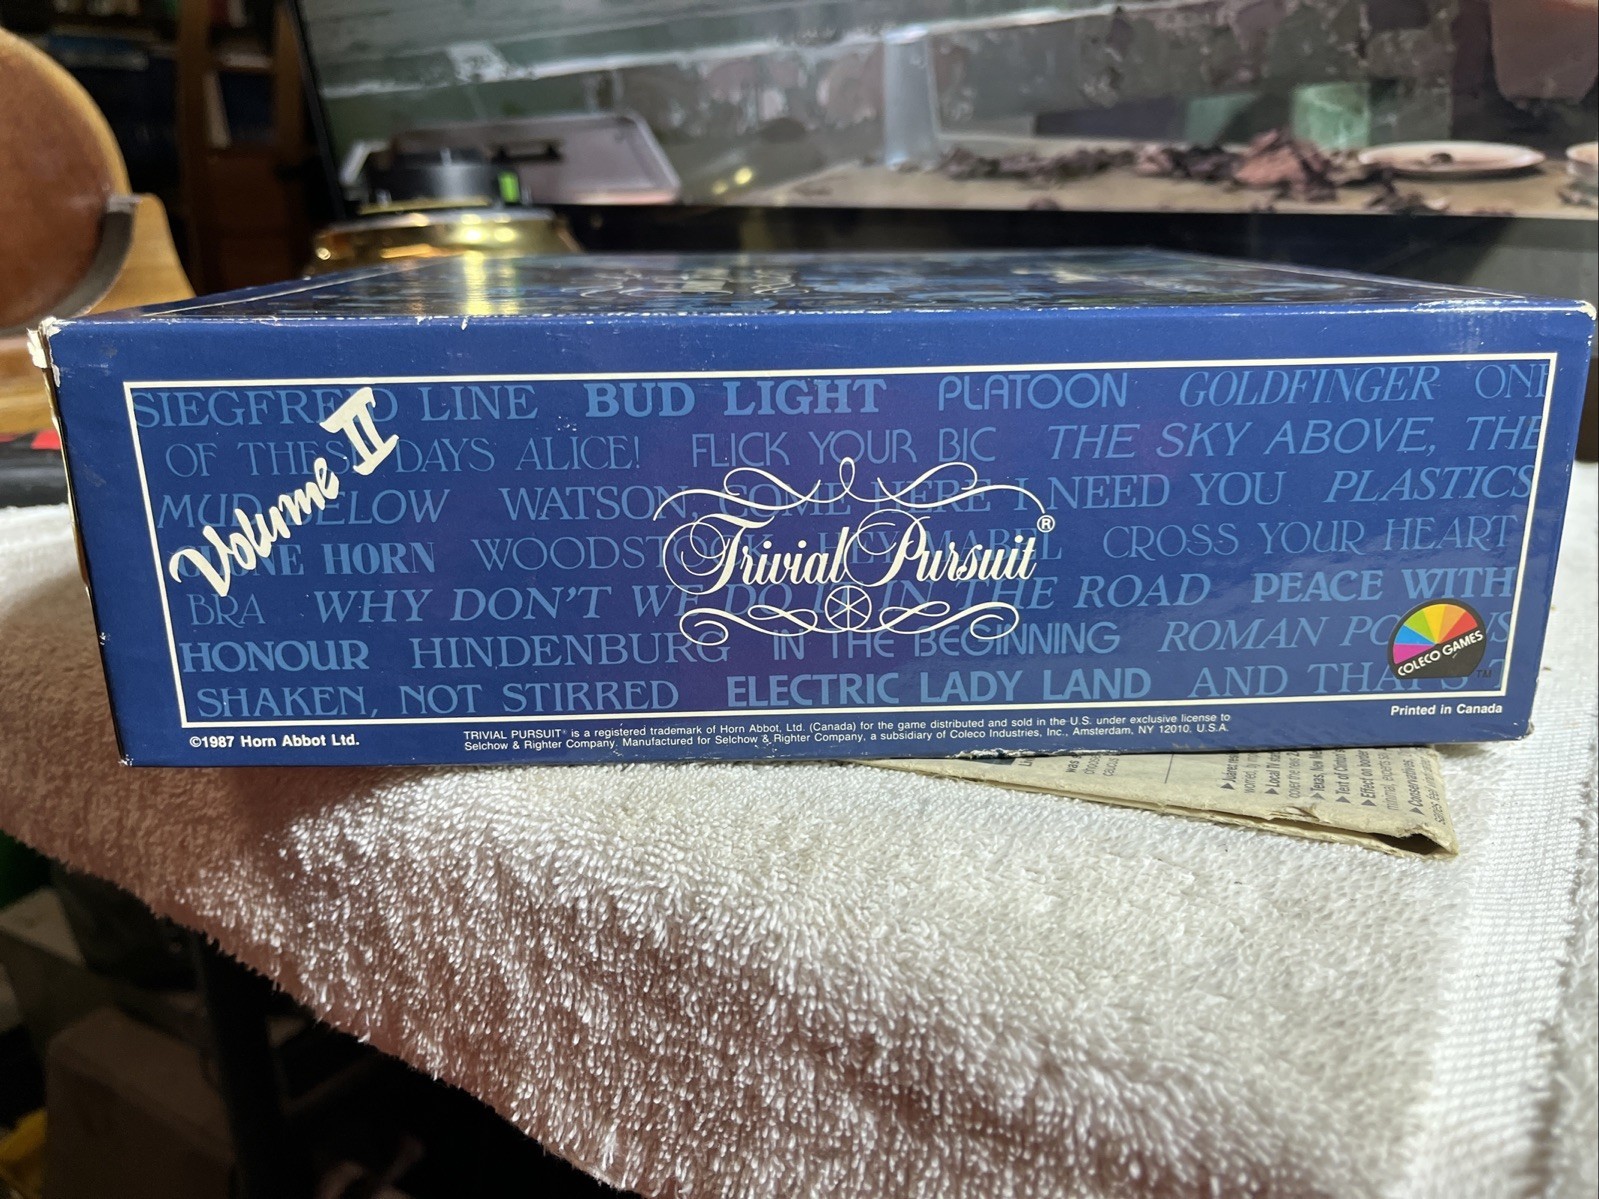 SIEGFRED LINE BUD LIGHT PLATOON GOLDFINGER ONE
OF THESE DAYS ALICE! FLICK YOUR BIC THE SKY ABOVE, THE
MUD BELOW WATSON, COME HERE I NEED YOU PLASTICS
HORN WOODSTOCK HEY MABEL CROSS YOUR HEART
BRA WHY DON'T WE DO IT IN THE ROAD PEACE WITH
HONOUR HINDENBURG IN THE BEGINNING ROMAN
SHAKEN, NOT STIRRED ELECTRIC LADY LAND AND THAT'S
Volume II
Trivial Pursuit®
COLECO GAMES
TM
©1987 Horn Abbot Ltd.
TRIVIAL PURSUIT® is a registered trademark of Horn Abbot, Ltd. (Canada) for the game distributed and sold in the U.S. under exclusive license to
Selchow & Righter Company. Manufactured for Selchow & Righter Company, a subsidiary of Coleco Industries, Inc., Amsterdam, NY 12010, U.S.A.
Printed in Canada